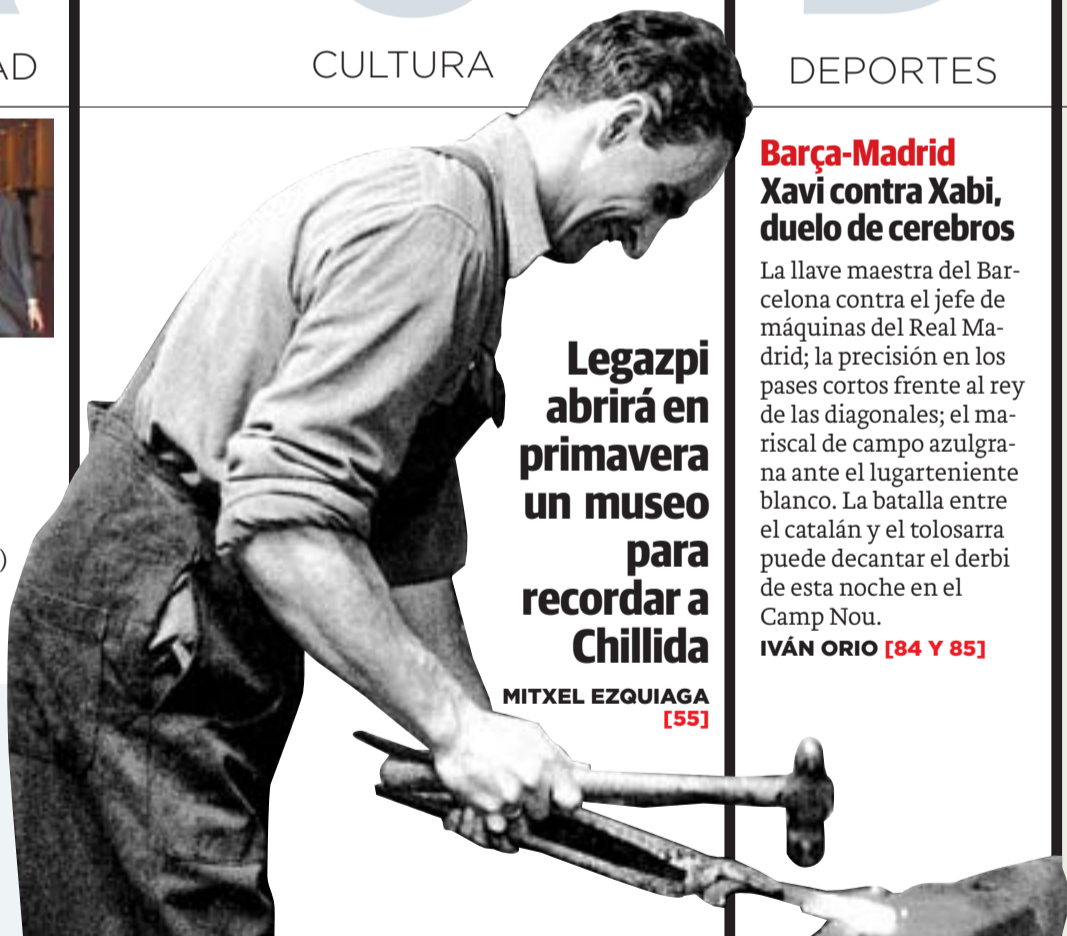 AD
CULTURA
DEPORTES
Legazpi
abrirá en
primavera
un museo
para
recordar a
Chillida
MITXEL EZQUIAGA
[55]
Barça-Madrid
Xavi contra Xabi,
duelo de cerebros
La llave maestra del Bar-
celona contra el jefe de
máquinas del Real Ma-
drid; la precisión en los
pases cortos frente al rey
de las diagonales; el ma-
riscal de campo azulgra-
na ante el lugarteniente
blanco. La batalla entre
el catalán y el tolosarra
puede decantar el derbi
de esta noche en el
Camp Nou.
IVÁN ORIO [84 Y 85]
)